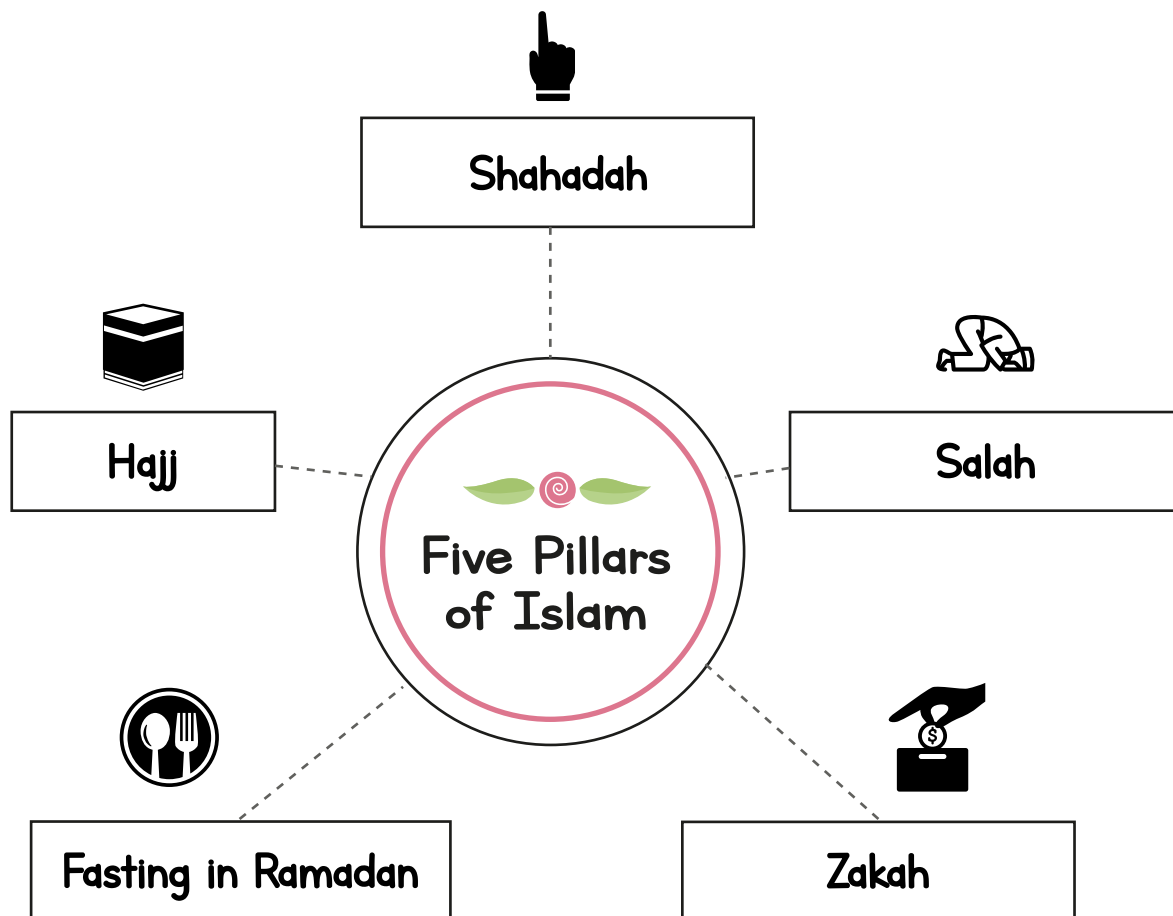 Shahadah
Hajj
Salah
Five Pillars
of Islam
$
Fasting in Ramadan
Zakah